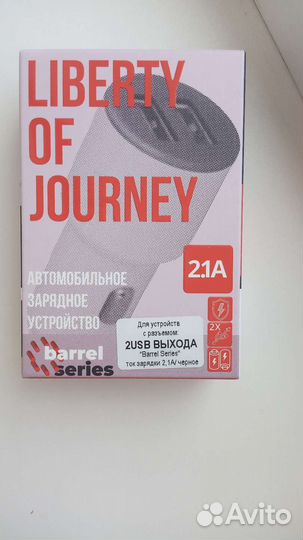 LIBERTY
OF
JOURNEY
2.1A
АВТОМОБИЛЬНОЕ
ЗАРЯДНОЕ
УСТРОЙСТВО
2X
Для устройств
с разъемом:
2USB ВЫХОДА
"Barrel Series"
ток зарядки 2,1А/ черное
barrel
series
Avito